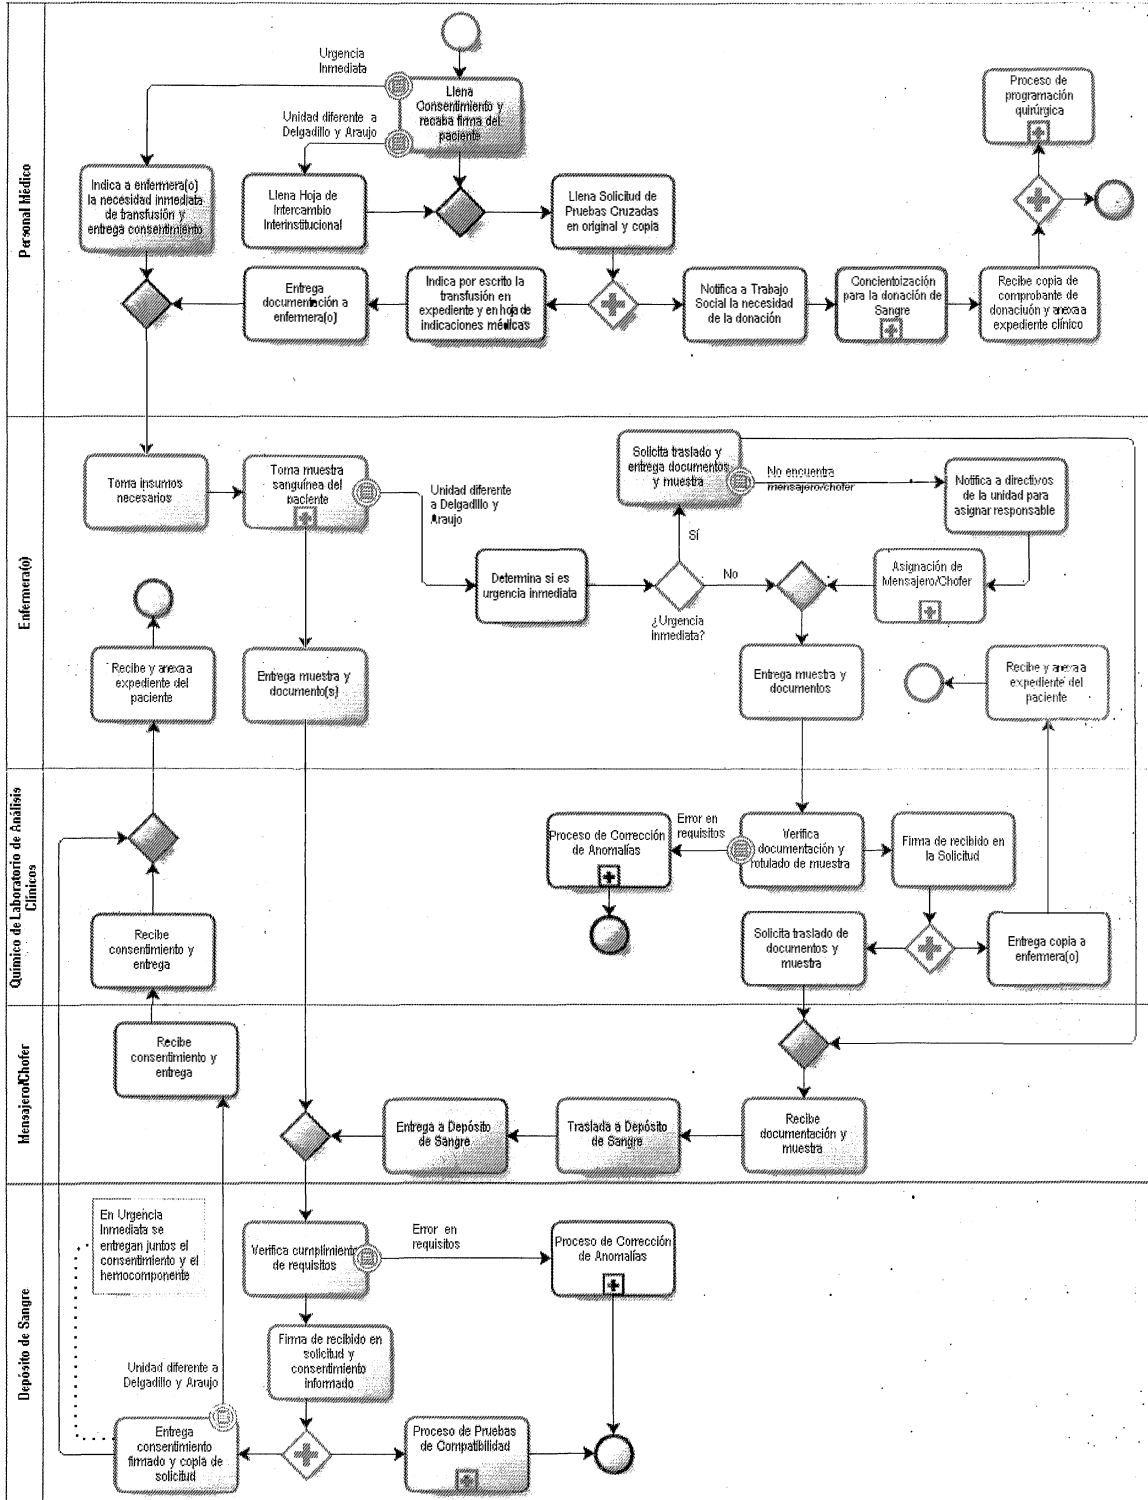 Personal Médico
Urgencia
Inmediata
Llena
Consentimiento y
recaba firma del
paciente
Unidad diferente a
Delgadillo y Araujo
Proceso de
programación
quirúrgica
Indica a enfermera(o)
la necesidad inmediata
de transfusión y
entrega consentimiento
Llena Hoja de
Intercambio
Interinstitucional
Llena Solicitud de
Pruebas Cruzadas
en original y copia
Entrega
documentación a
enfermera(o)
Indica por escrito la
transfusión en
expediente y en hoja de
indicaciones médicas
Notifica a Trabajo
Social la necesidad
de la donación
Concientoización
para la donación de
Sangre
Recibe copia de
comprobante de
donaciuón y anexa a
expediente clínico
Enfermera(o)
Toma insumos
necesarios
Toma muestra
sanguínea del
paciente
Unidad diferente
a Delgadillo y
Araujo
Solicita traslado y
entrega documentos
y muestra
No encuentra
mensajero/chofer
Notifica a directivos
de la unidad para
asignar responsable
Sí
Determina si es
urgencia inmediata
No
¿Urgencia
Inmediata?
Asignación de
Mensajero/Chofer
Recibe y anexa a
expediente del
paciente
Entrega muestra y
documento(s)
Entrega muestra y
documentos
Recibe y anexa a
expediente del
paciente
Químico de Laboratorio de Análisis
Clínicos
Proceso de Corrección
de Anomalías
Error en
requisitos
Verifica
documentación y
rotulado de muestra
Firma de recibido en
la Solicitud
Recibe
consentimiento y
entrega
Solicita traslado de
documentos y
muestra
Entrega copia a
enfermera(o)
Mensajero/Chofer
Recibe
consentimiento y
entrega
Entrega a Depósito
de Sangre
Traslada a Depósito
de Sangre
Recibe
documentación y
muestra
Depósito de Sangre
En Urgencia
Inmediata se
entregan juntos el
consentimiento y el
hemocomponente
Verifica cumplimiento
de requisitos
Error en
requisitos
Proceso de Corrección
de Anomalías
Firma de recibido en
solicitud y
consentimiento
informado
Unidad diferente a
Delgadillo y Araujo
Entrega
consentimiento
firmado y copia de
solicitud
Proceso de Pruebas
de Compatibilidad